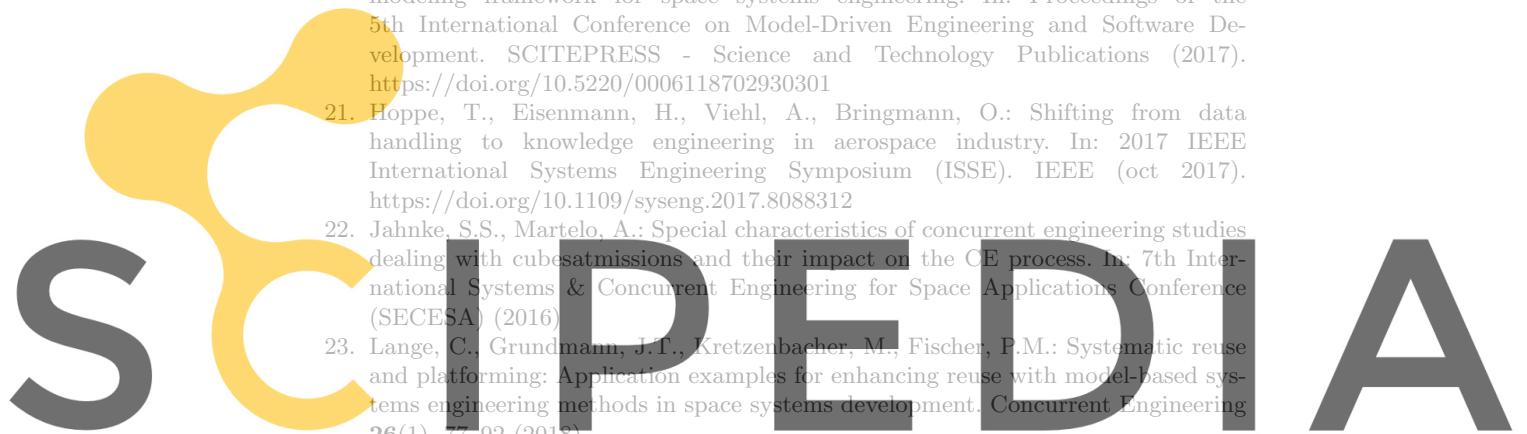 modeling framework for space systems engineering. In: Proceedings of the
5th International Conference on Model-Driven Engineering and Software De-
velopment. SCITEPRESS - Science and Technology Publications (2017).
https://doi.org/10.5220/0006118702930301
21. Hoppe, T., Eisenmann, H., Viehl, A., Bringmann, O.: Shifting from data
handling to knowledge engineering in aerospace industry. In: 2017 IEEE
International Systems Engineering Symposium (ISSE). IEEE (oct 2017).
https://doi.org/10.1109/syseng.2017.8088312
22. Jahnke, S.S., Martelo, A.: Special characteristics of concurrent engineering studies
dealing with cubesatmissions and their impact on the CE process. In: 7th Inter-
national Systems & Concurrent Engineering for Space Applications Conference
(SECESA) (2016)
23. Lange, C., Grundmann, J.T., Kretzenbacher, M., Fischer, P.M.: Systematic reuse
and platforming: Application examples for enhancing reuse with model-based sys-
tems engineering methods in space systems development. Concurrent Engineering
26(1), 77–92 (2018)
SCIPEDIA